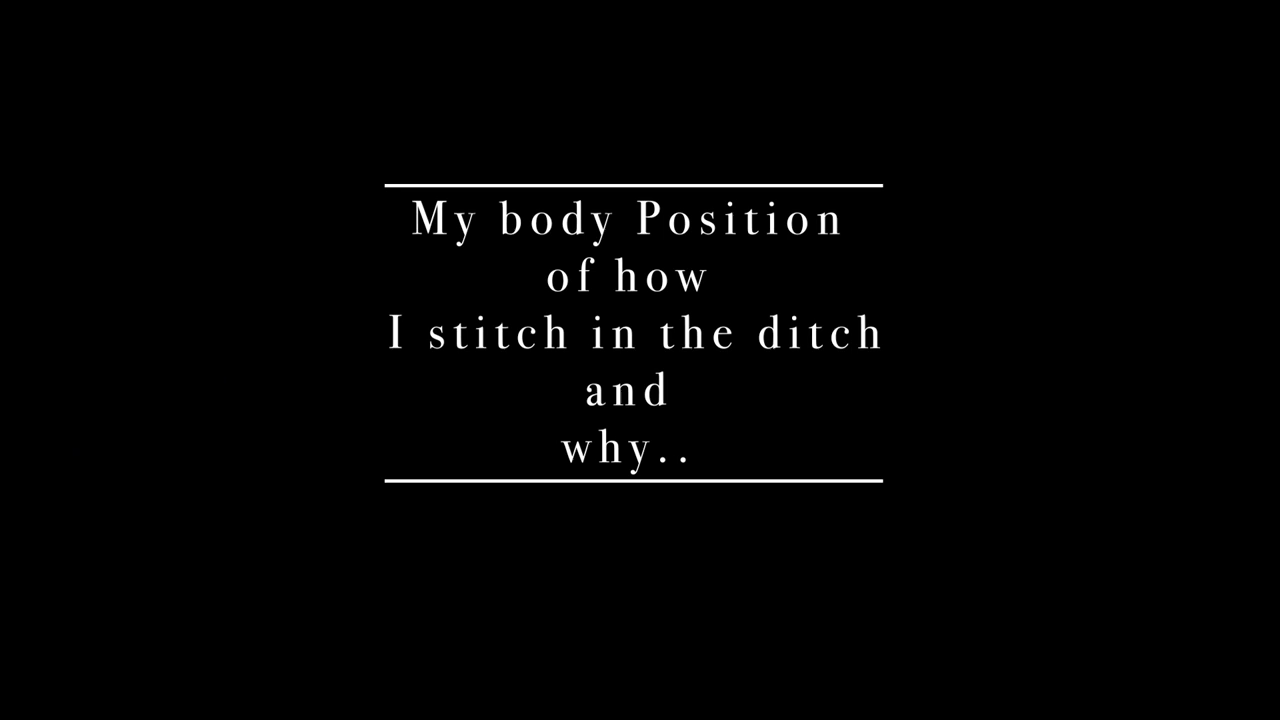 My body Position
of how
I stitch in the ditch
and
why..